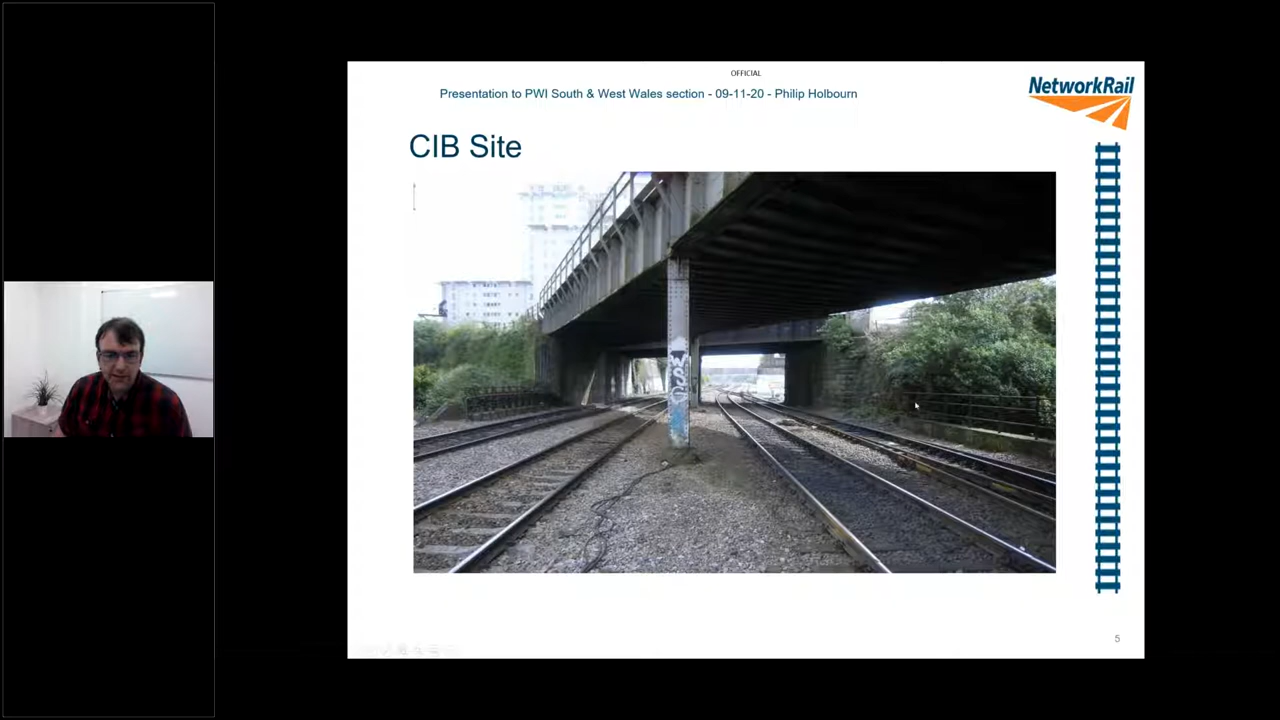 OFFICIAL
Presentation to PWI South & West Wales section - 09-11-20 - Philip Holbourn
NetworkRail
CIB Site
5